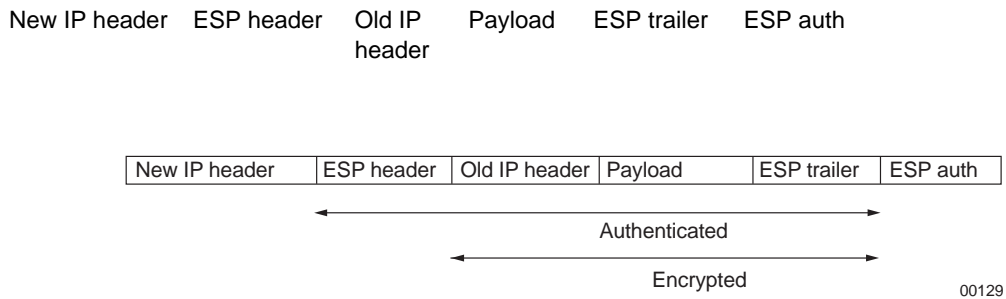 New IP header ESP header Old IP header Payload ESP trailer ESP auth
New IP header ESP header Old IP header Payload ESP trailer ESP auth
Authenticated
Encrypted
00129